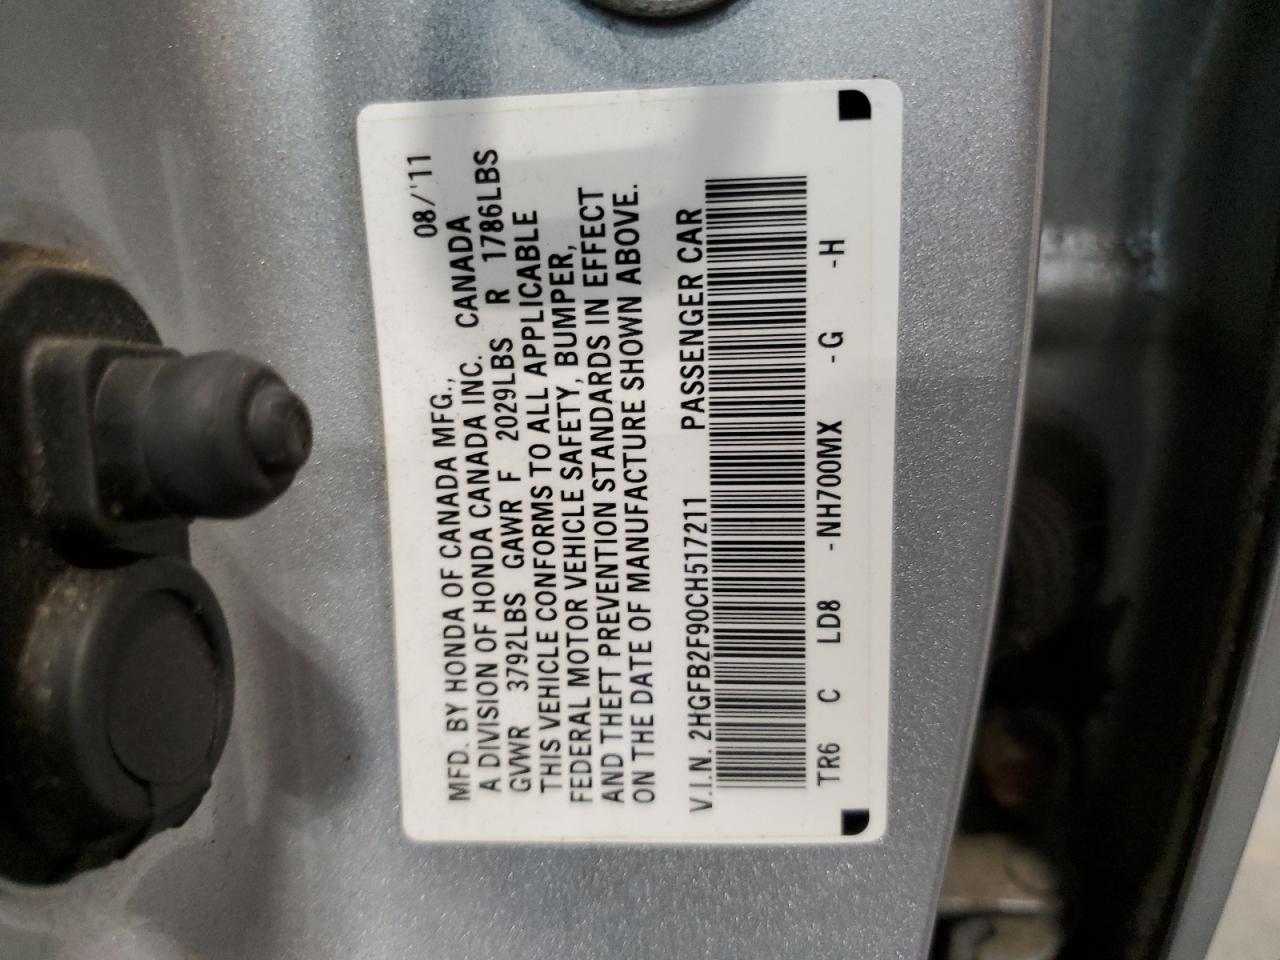 08/'11
MFD. BY HONDA OF CANADA MFG.,
A DIVISION OF HONDA CANADA INC. CANADA
GVWR 3792LBS GAWR F 2029LBS R 1786LBS
THIS VEHICLE CONFORMS TO ALL APPLICABLE
FEDERAL MOTOR VEHICLE SAFETY, BUMPER,
AND THEFT PREVENTION STANDARDS IN EFFECT
ON THE DATE OF MANUFACTURE SHOWN ABOVE.
V.I.N. 2HGFB2F90CH517211 PASSENGER CAR
TR6 C LD8 -NH700MX -G -H